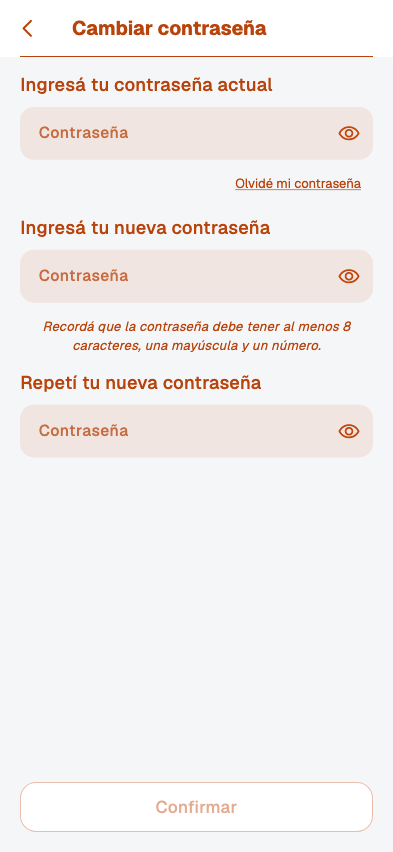 Cambiar contraseña
Ingresá tu contraseña actual
Contraseña
Olvidé mi contraseña
Ingresá tu nueva contraseña
Contraseña
Recordá que la contraseña debe tener al menos 8
caracteres, una mayúscula y un número.
Repetí tu nueva contraseña
Contraseña
Confirmar